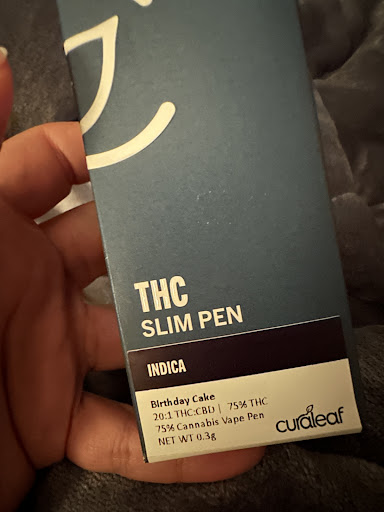 THC
SLIM PEN
INDICA
Birthday Cake
20:1 THC:CBD | 75% THC
75% Cannabis Vape Pen
NET WT 0.3g
curaleaf